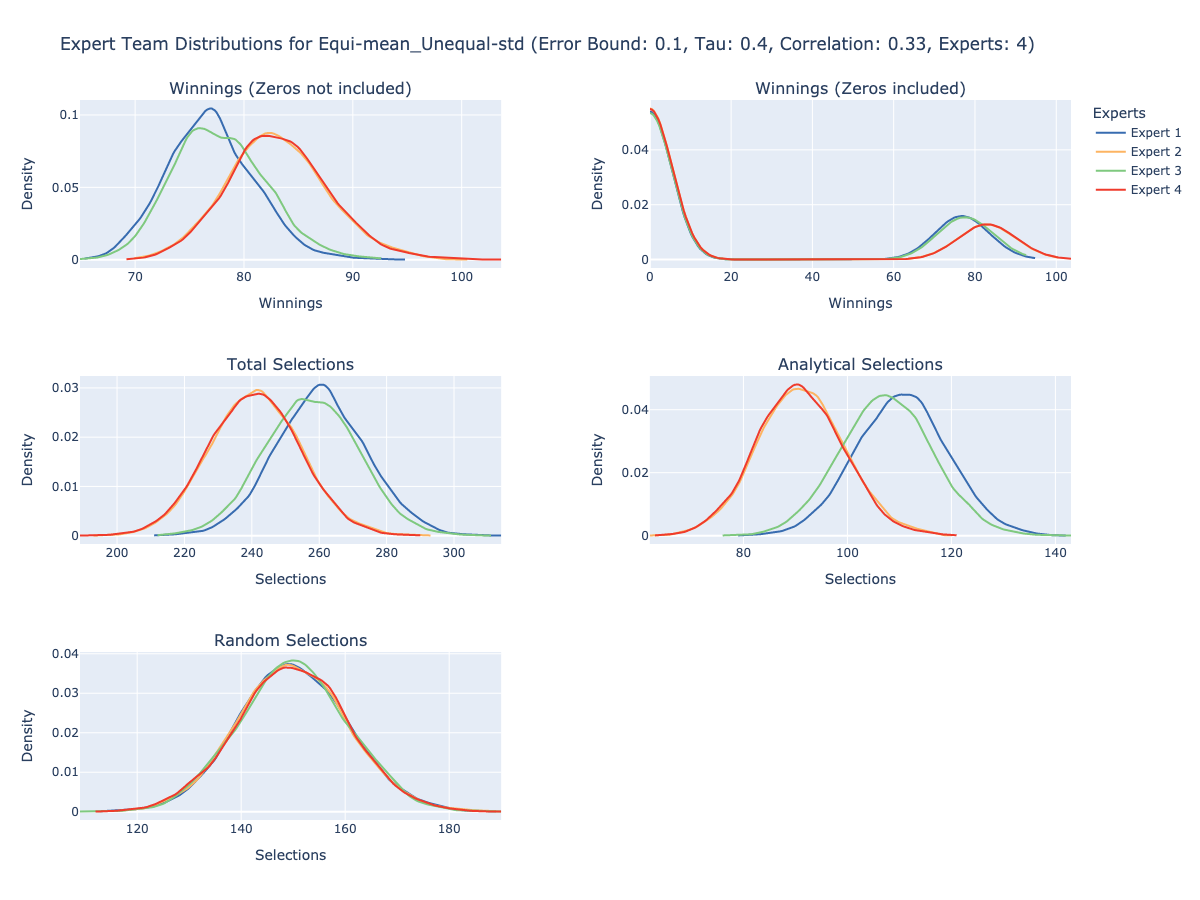 Expert Team Distributions for Equi-mean_Unequal-std (Error Bound: 0.1, Tau: 0.4, Correlation: 0.33, Experts: 4)
Winnings (Zeros not included)
0.1
0.05
0
Density
70 80 90 100
Winnings
Winnings (Zeros included)
0.04
0.02
0
Density
0 20 40 60 80 100
Winnings
Experts
Expert 1
Expert 2
Expert 3
Expert 4
Total Selections
0.03
0.02
0.01
0
Density
200 220 240 260 280 300
Selections
Analytical Selections
0.04
0.02
0
Density
80 100 120 140
Selections
Random Selections
0.04
0.03
0.02
0.01
0
Density
120 140 160 180
Selections